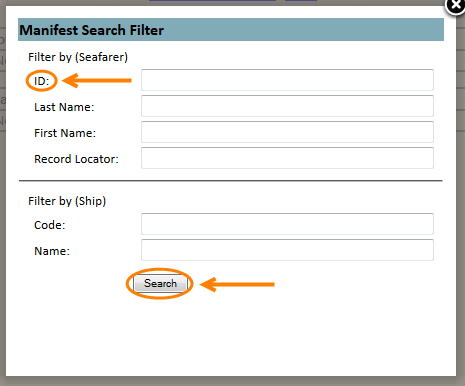 Manifest Search Filter
Filter by (Seafarer)
ID:
Last Name:
First Name:
Record Locator:
Filter by (Ship)
Code:
Name:
Search